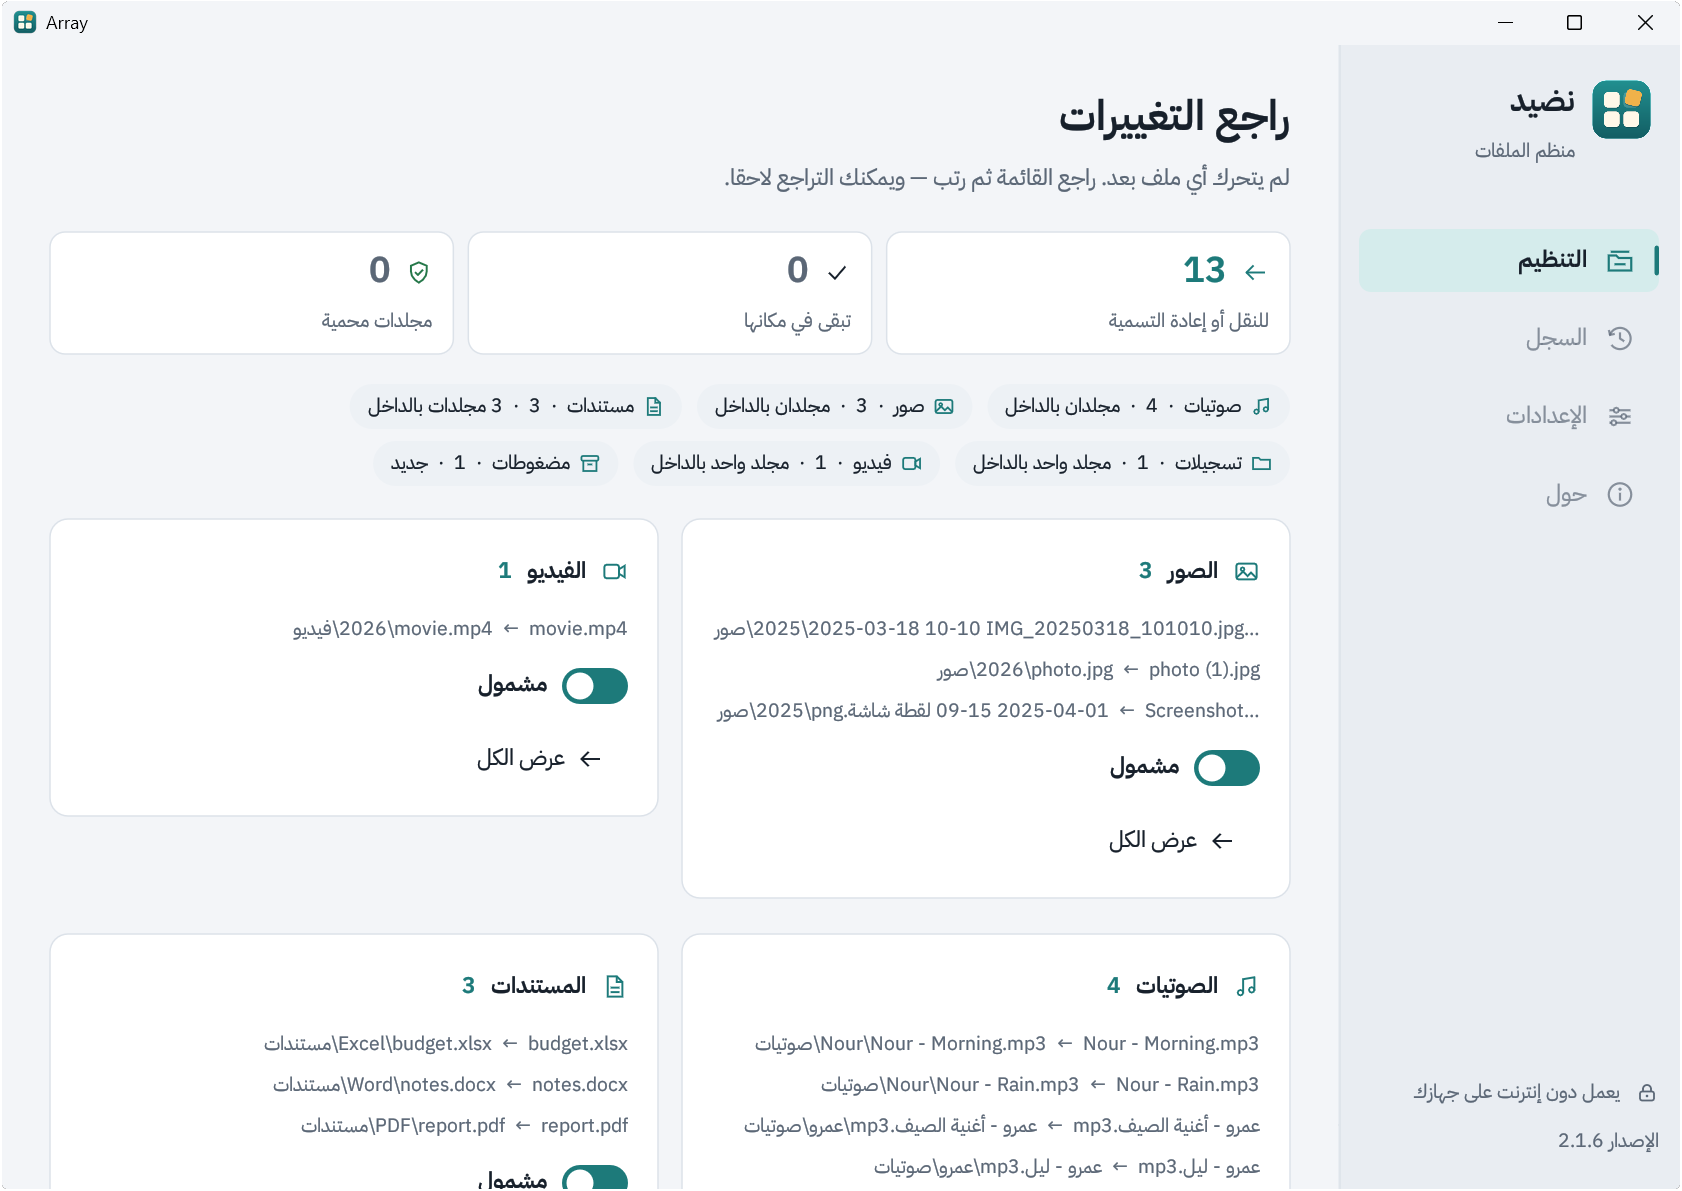 Array
نضيد
منظم الملفات
التنظيم
السجل
الإعدادات
حول
يعمل دون إنترنت على جهازك
الإصدار 2.1.6
راجع التغييرات
لم يتحرك أي ملف بعد. راجع القائمة ثم رتب — ويمكنك التراجع لاحقا.
← 13
للنقل أو إعادة التسمية
0
تبقى في مكانها
0
مجلدات محمية
صوتيات · 4 · مجلدان بالداخل
صور · 3 · مجلدان بالداخل
مستندات · 3 · 3 مجلدات بالداخل
تسجيلات · 1 · مجلد واحد بالداخل
فيديو · 1 · مجلد واحد بالداخل
مضغوطات · 1 · جديد
الصور 3
صور\2025\2025-03-18 10-10 IMG_20250318_101010.jpg...
photo (1).jpg ← صور\2026\photo.jpg
Screenshot... ← صور\2025\2025-04-01 09-15 لقطة شاشة.png
مشمول
← عرض الكل
الفيديو 1
movie.mp4 ← فيديو\2026\movie.mp4
مشمول
← عرض الكل
الصوتيات 4
Nour - Morning.mp3 ← صوتيات\Nour\Nour - Morning.mp3
Nour - Rain.mp3 ← صوتيات\Nour\Nour - Rain.mp3
عمرو - أغنية الصيف.mp3 ← صوتيات\عمرو\عمرو - أغنية الصيف.mp3
عمرو - ليل.mp3 ← صوتيات\عمرو\عمرو - ليل.mp3
المستندات 3
budget.xlsx ← مستندات\Excel\budget.xlsx
notes.docx ← مستندات\Word\notes.docx
report.pdf ← مستندات\PDF\report.pdf
مشمول